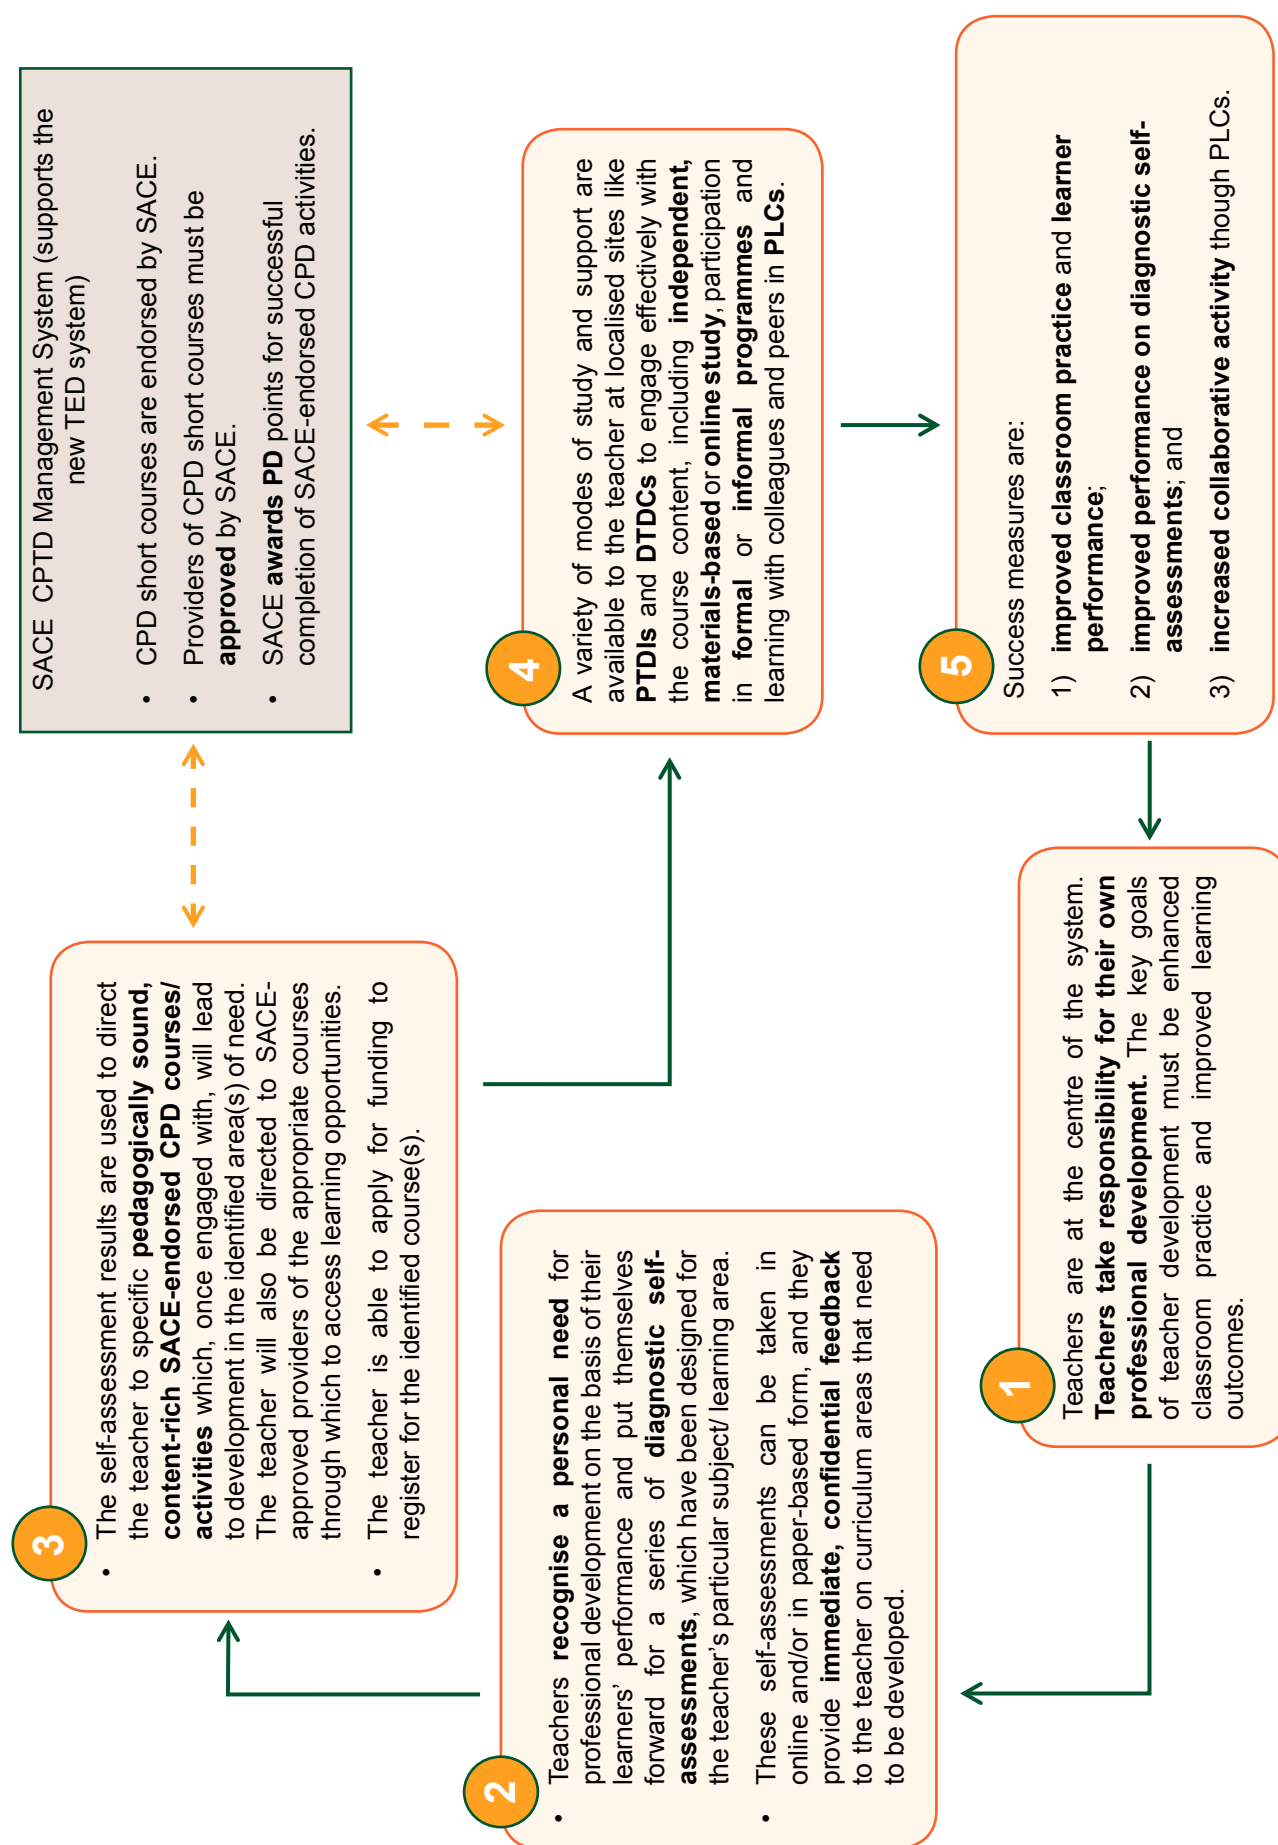 1
Teachers are at the centre of the system.
Teachers take responsibility for their own
professional development. The key goals
of teacher development must be enhanced
classroom practice and improved learning
outcomes.
2
• Teachers recognise a personal need for
professional development on the basis of their
learners’ performance and put themselves
forward for a series of diagnostic self-
assessments, which have been designed for
the teacher’s particular subject/ learning area.
• These self-assessments can be taken in
online and/or in paper-based form, and they
provide immediate, confidential feedback
to the teacher on curriculum areas that need
to be developed.
3
• The self-assessment results are used to direct
the teacher to specific pedagogically sound,
content-rich SACE-endorsed CPD courses/
activities which, once engaged with, will lead
to development in the identified area(s) of need.
The teacher will also be directed to SACE-
approved providers of the appropriate courses
through which to access learning opportunities.
• The teacher is able to apply for funding to
register for the identified course(s).
SACE CPTD Management System (supports the
new TED system)
• CPD short courses are endorsed by SACE.
• Providers of CPD short courses must be
approved by SACE.
• SACE awards PD points for successful
completion of SACE-endorsed CPD activities.
4
A variety of modes of study and support are
available to the teacher at localised sites like
PTDIs and DTDCs to engage effectively with
the course content, including independent,
materials-based or online study, participation
in formal or informal programmes and
learning with colleagues and peers in PLCs.
5
Success measures are:
1) improved classroom practice and learner
performance;
2) improved performance on diagnostic self-
assessments; and
3) increased collaborative activity though PLCs.